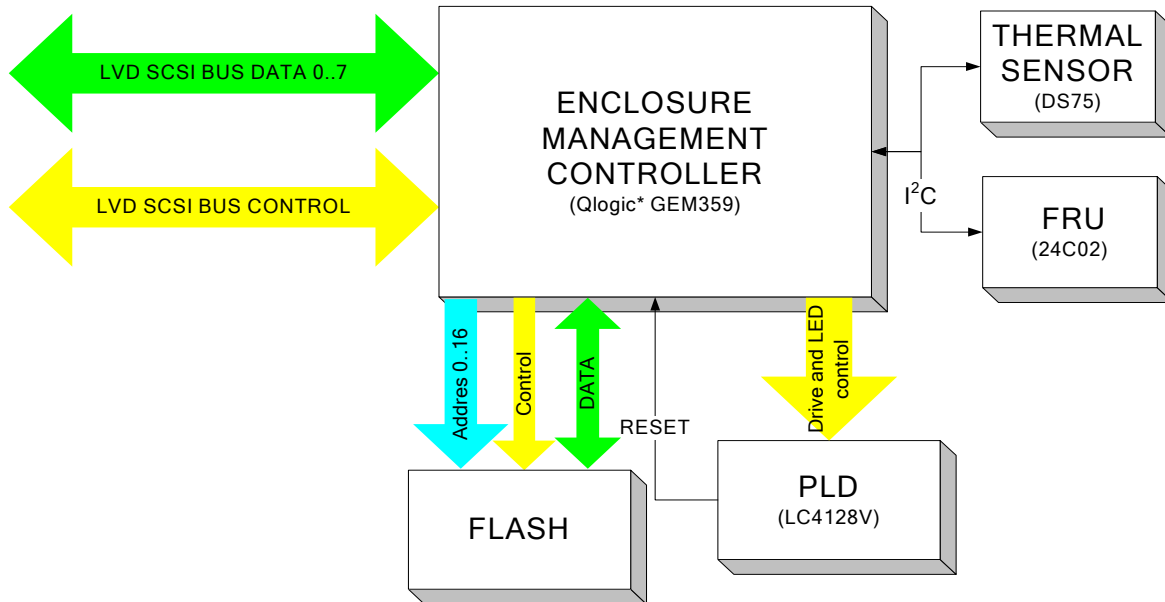 LVD SCSI BUS DATA 0..7
LVD SCSI BUS CONTROL
ENCLOSURE
MANAGEMENT
CONTROLLER
(Qlogic* GEM359)
THERMAL
SENSOR
(DS75)
I²C
FRU
(24C02)
Addres 0..16
Control
DATA
RESET
Drive and LED
control
FLASH
PLD
(LC4128V)